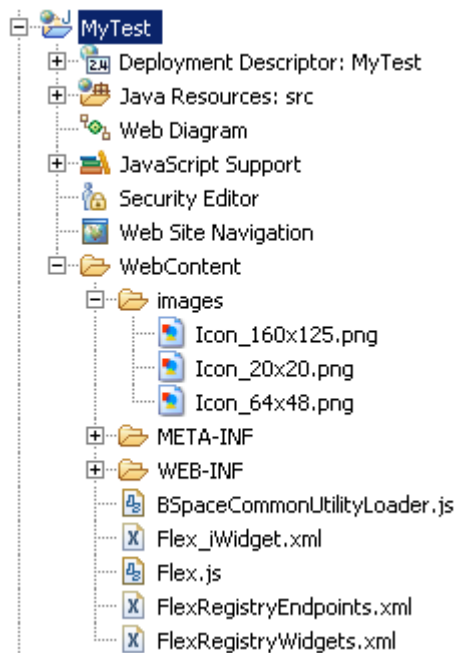 MyTest
Deployment Descriptor: MyTest
Java Resources: src
Web Diagram
JavaScript Support
Security Editor
Web Site Navigation
WebContent
images
Icon_160x125.png
Icon_20x20.png
Icon_64x48.png
META-INF
WEB-INF
BSpaceCommonUtilityLoader.js
Flex_iWidget.xml
Flex.js
FlexRegistryEndpoints.xml
FlexRegistryWidgets.xml